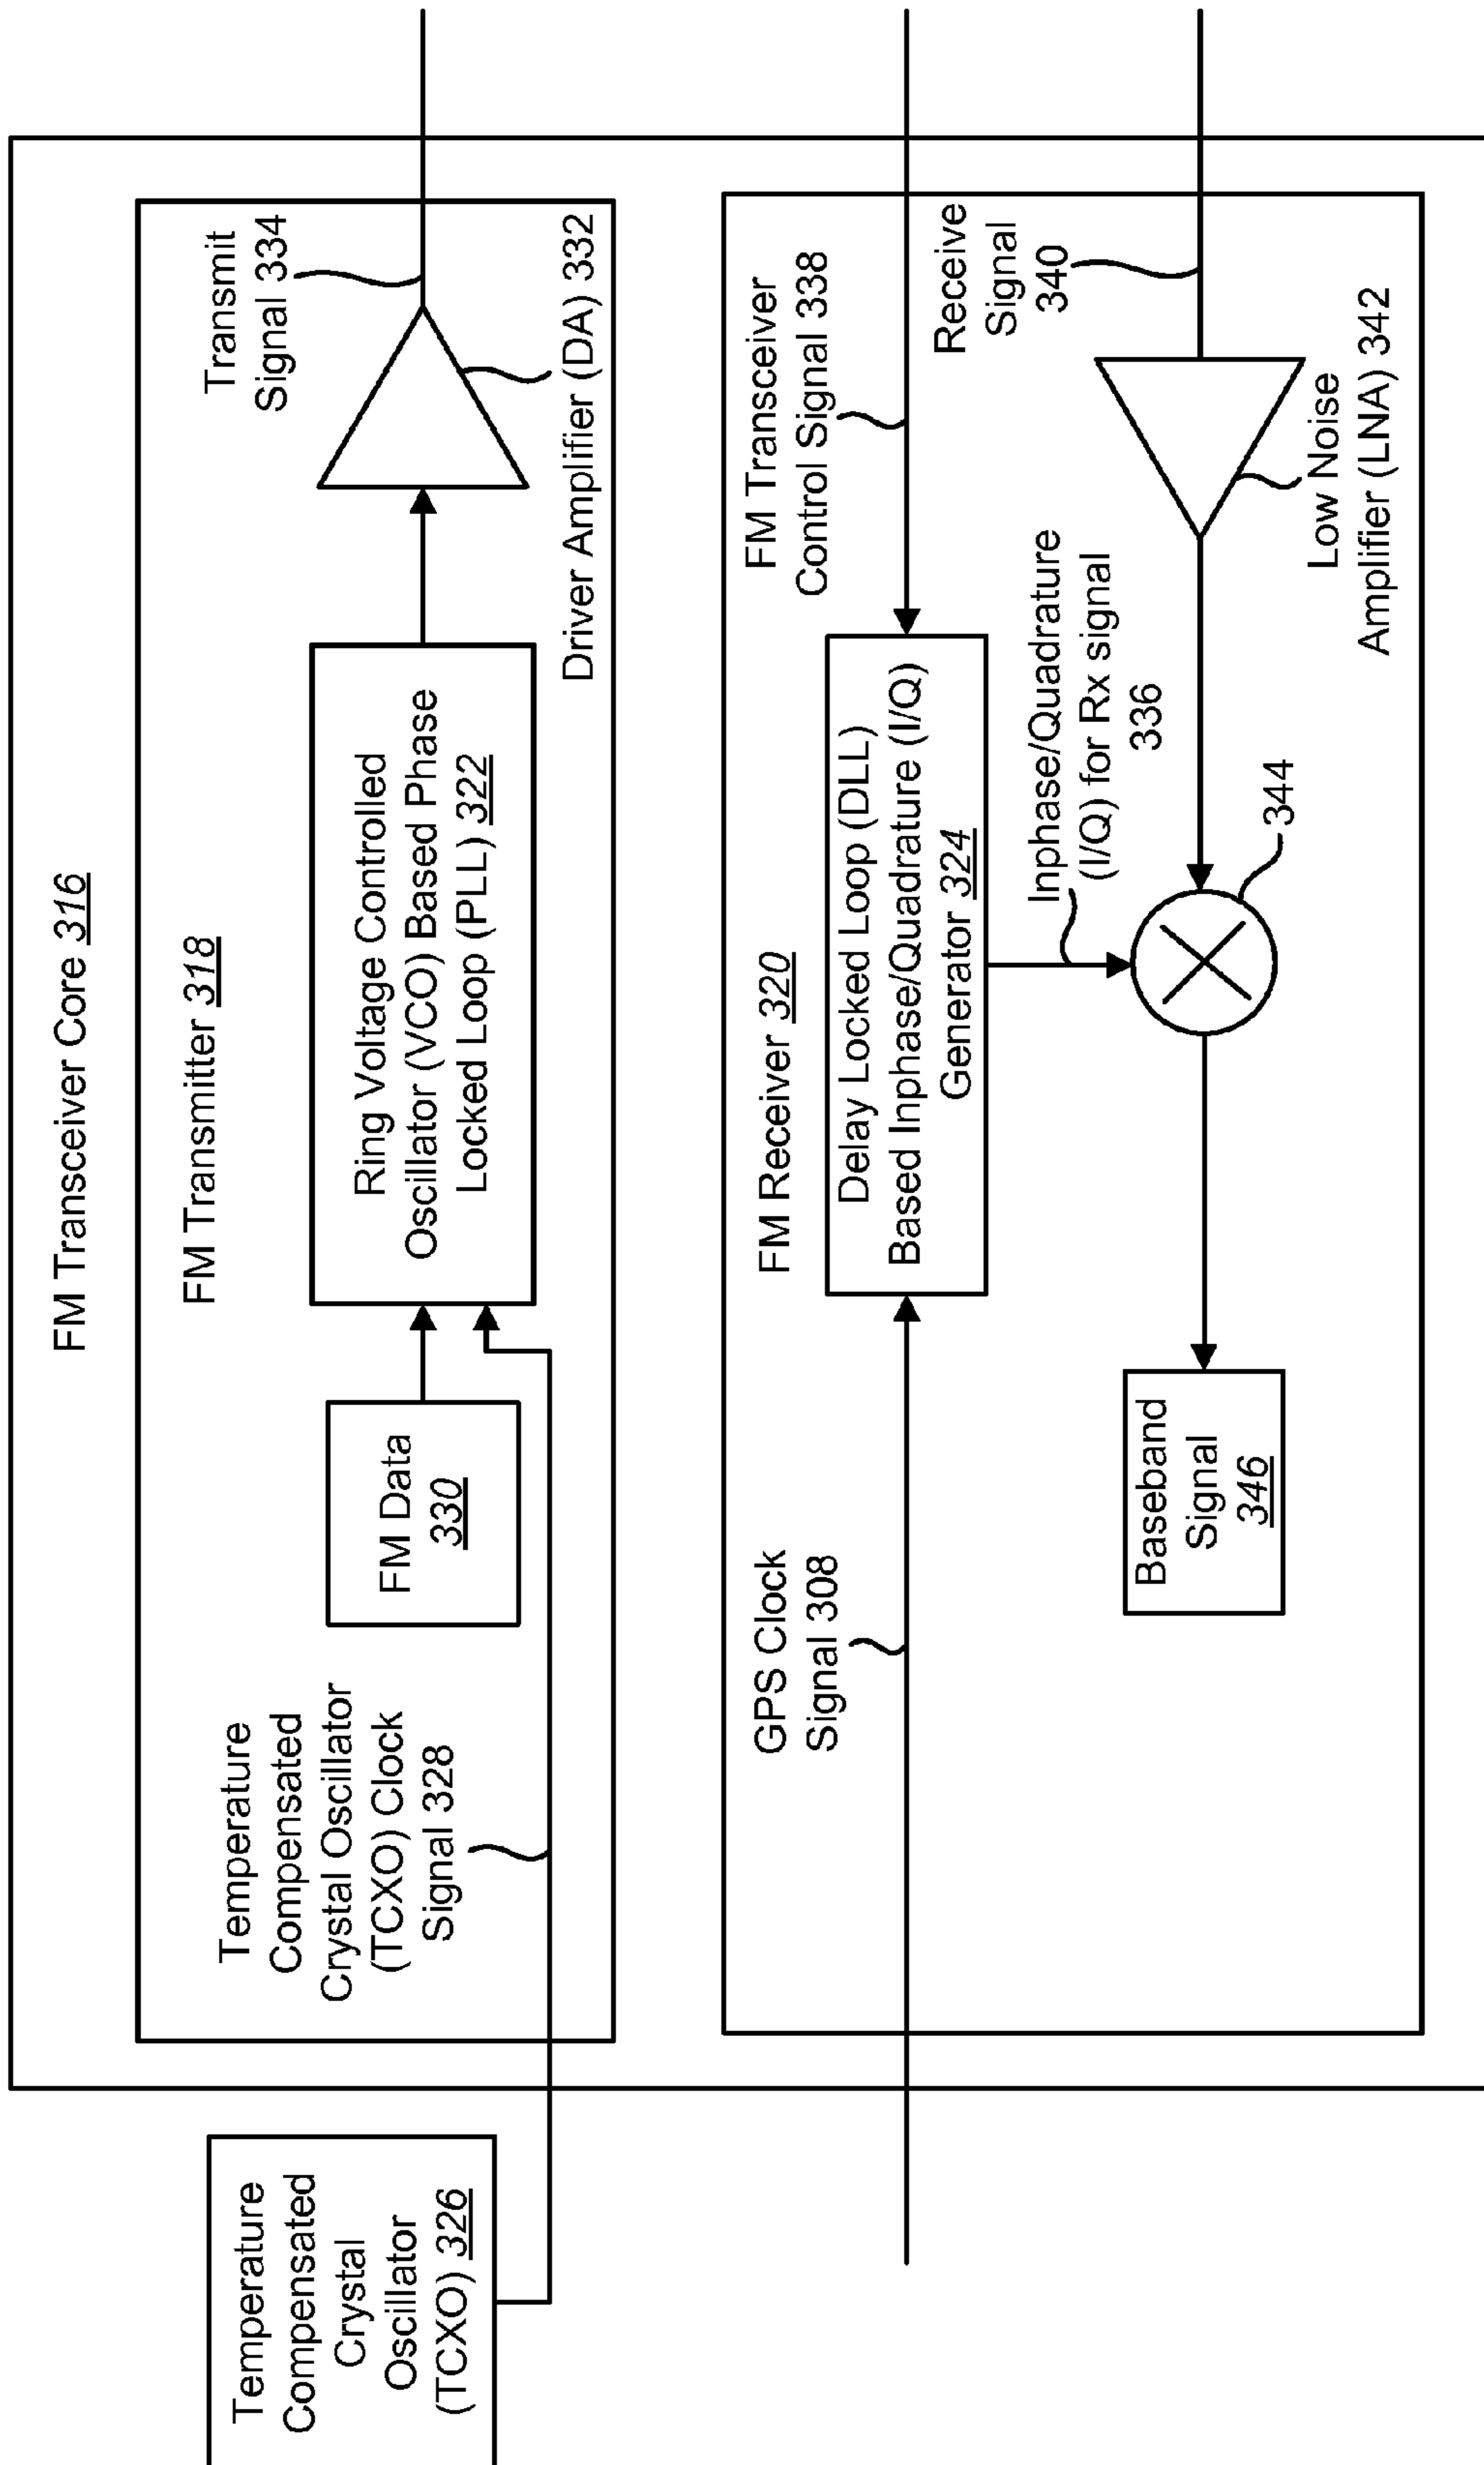 FM Transceiver Core 316
FM Transmitter 318
Temperature
Compensated
Crystal
Oscillator
(TCXO) 326
Temperature
Compensated
Crystal Oscillator
(TCXO) Clock
Signal 328
FM Data
330
Ring Voltage Controlled
Oscillator (VCO) Based Phase
Locked Loop (PLL) 322
Transmit
Signal 334
Driver Amplifier (DA) 332
FM Receiver 320
GPS Clock
Signal 308
Delay Locked Loop (DLL)
Based Inphase/Quadrature (I/Q)
Generator 324
FM Transceiver
Control Signal 338
Receive
Signal
340
Inphase/Quadrature
(I/Q) for Rx signal
336
Baseband
Signal
346
344
Low Noise
Amplifier (LNA) 342